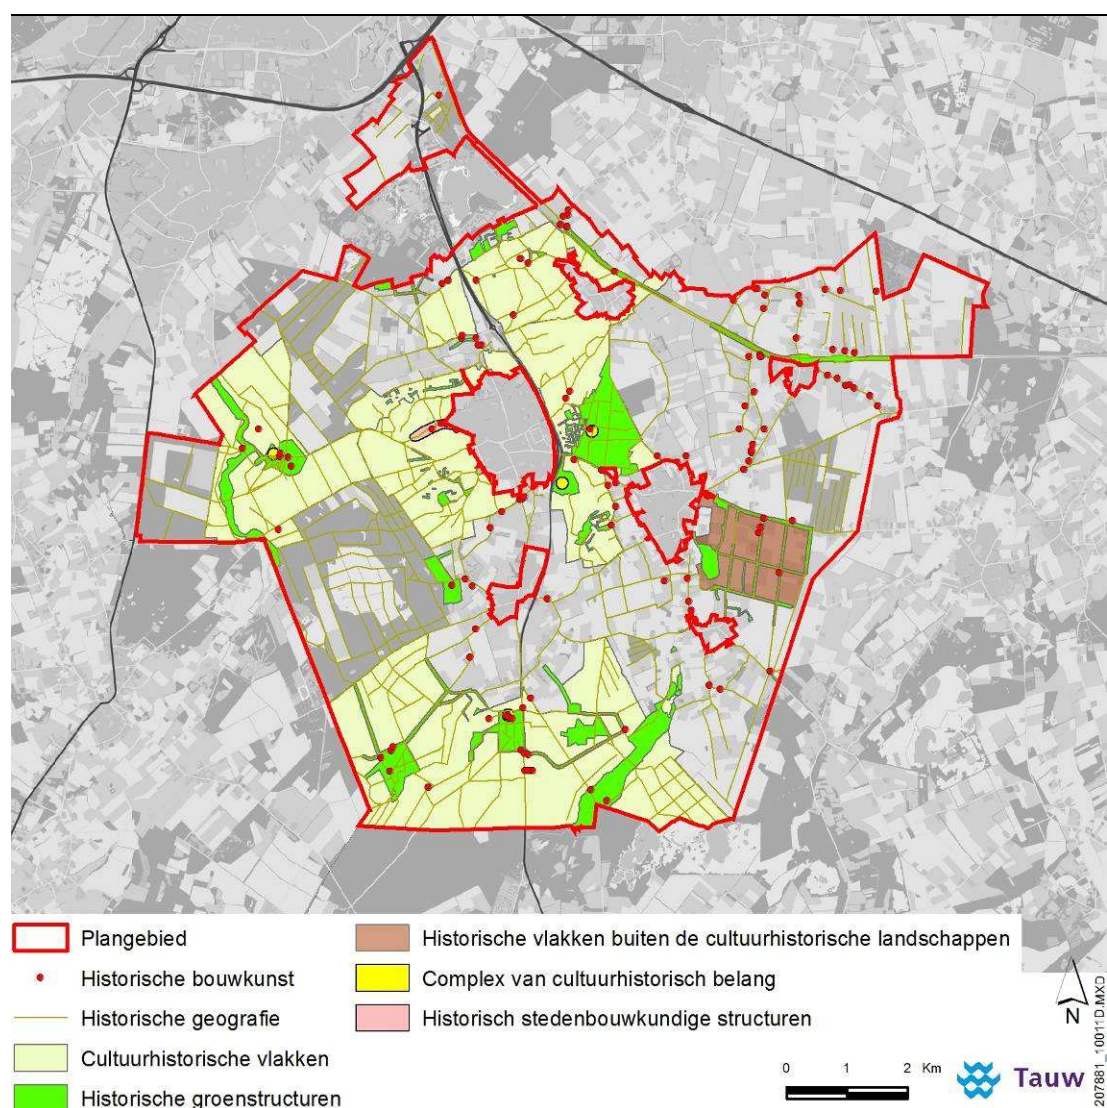 Plangebied
Historische bouwkunst
Historische geografie
Cultuurhistorische vlakken
Historische groenstructuren
Historische vlakken buiten de cultuurhistorische landschappen
Complex van cultuurhistorisch belang
Historisch stedenbouwkundige structuren
0 1 2 Km
N
Tauw
207881_10011D.MXD